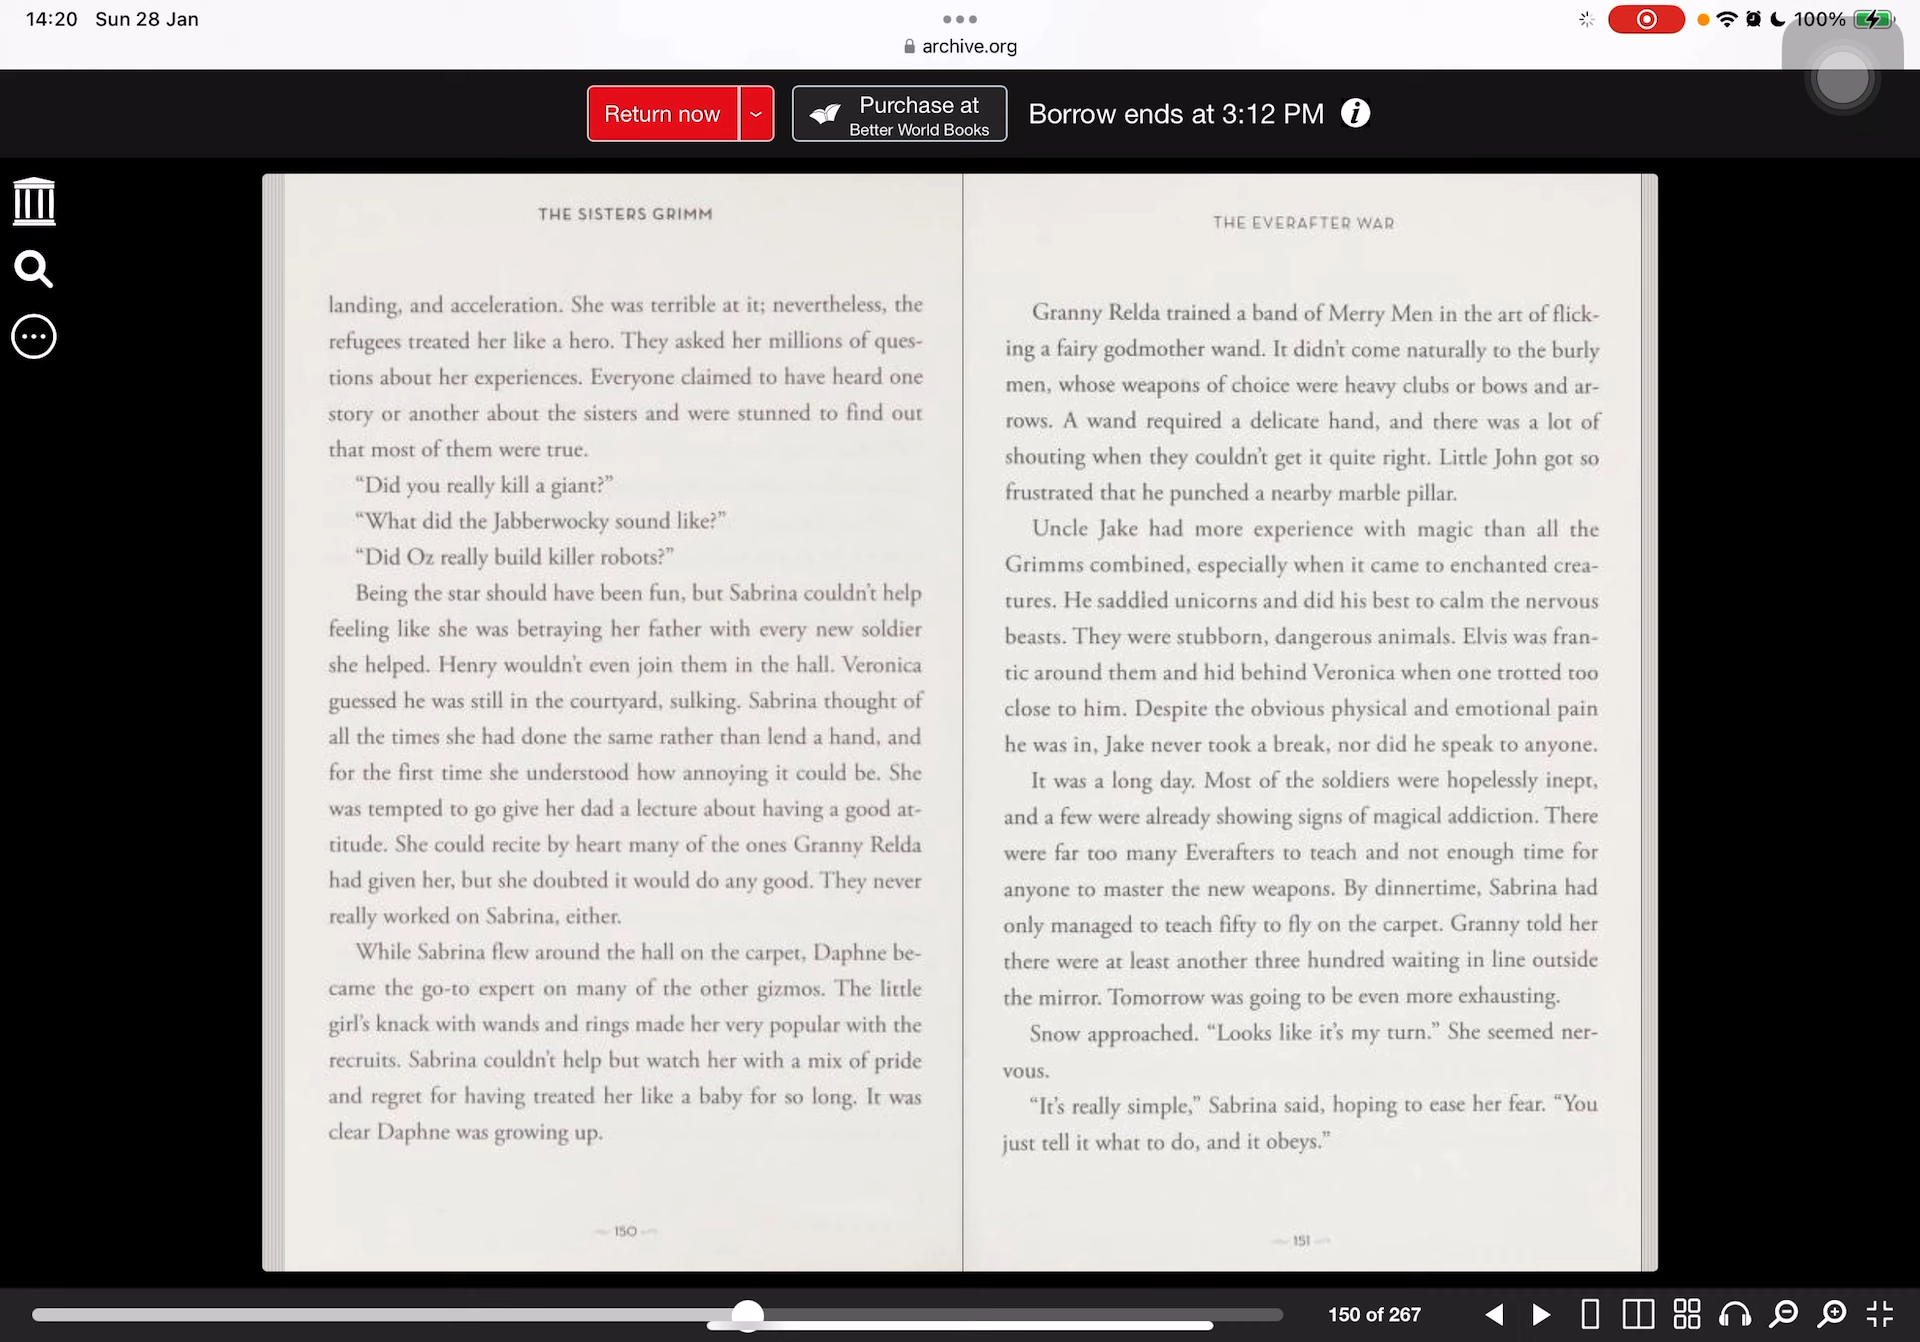 14:20 Sun 28 Jan
100%
archive.org
Return now
Purchase at
Better World Books
Borrow ends at 3:12 PM
THE SISTERS GRIMM
landing, and acceleration. She was terrible at it; nevertheless, the
refugees treated her like a hero. They asked her millions of ques-
tions about her experiences. Everyone claimed to have heard one
story or another about the sisters and were stunned to find out
that most of them were true.
“Did you really kill a giant?”
“What did the Jabberwocky sound like?”
“Did Oz really build killer robots?”
Being the star should have been fun, but Sabrina couldn’t help
feeling like she was betraying her father with every new soldier
she helped. Henry wouldn’t even join them in the hall. Veronica
guessed he was still in the courtyard, sulking. Sabrina thought of
all the times she had done the same rather than lend a hand, and
for the first time she understood how annoying it could be. She
was tempted to go give her dad a lecture about having a good at-
titude. She could recite by heart many of the ones Granny Relda
had given her, but she doubted it would do any good. They never
really worked on Sabrina, either.
While Sabrina flew around the hall on the carpet, Daphne be-
came the go-to expert on many of the other gizmos. The little
girl’s knack with wands and rings made her very popular with the
recruits. Sabrina couldn’t help but watch her with a mix of pride
and regret for having treated her like a baby for so long. It was
clear Daphne was growing up.
150
THE EVERAFTER WAR
Granny Relda trained a band of Merry Men in the art of flick-
ing a fairy godmother wand. It didn’t come naturally to the burly
men, whose weapons of choice were heavy clubs or bows and ar-
rows. A wand required a delicate hand, and there was a lot of
shouting when they couldn’t get it quite right. Little John got so
frustrated that he punched a nearby marble pillar.
Uncle Jake had more experience with magic than all the
Grimms combined, especially when it came to enchanted crea-
tures. He saddled unicorns and did his best to calm the nervous
beasts. They were stubborn, dangerous animals. Elvis was fran-
tic around them and hid behind Veronica when one trotted too
close to him. Despite the obvious physical and emotional pain
he was in, Jake never took a break, nor did he speak to anyone.
It was a long day. Most of the soldiers were hopelessly inept,
and a few were already showing signs of magical addiction. There
were far too many Everafters to teach and not enough time for
anyone to master the new weapons. By dinnertime, Sabrina had
only managed to teach fifty to fly on the carpet. Granny told her
there were at least another three hundred waiting in line outside
the mirror. Tomorrow was going to be even more exhausting.
Snow approached. “Looks like it’s my turn.” She seemed ner-
vous.
“It’s really simple,” Sabrina said, hoping to ease her fear. “You
just tell it what to do, and it obeys.”
151
150 of 267